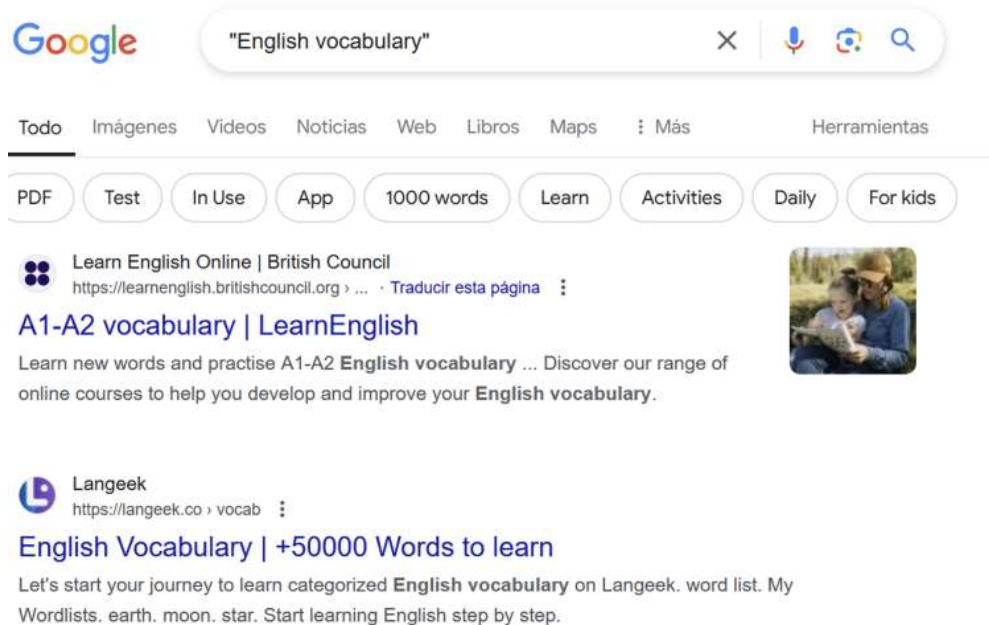 Google
"English vocabulary"
Todo Imágenes Videos Noticias Web Libros Maps Más Herramientas
PDF Test In Use App 1000 words Learn Activities Daily For kids
Learn English Online | British Council
https://learnenglish.britishcouncil.org › ... · Traducir esta página
A1-A2 vocabulary | LearnEnglish
Learn new words and practise A1-A2 English vocabulary ... Discover our range of
online courses to help you develop and improve your English vocabulary.
Langeek
https://langeek.co › vocab
English Vocabulary | +50000 Words to learn
Let's start your journey to learn categorized English vocabulary on Langeek. word list. My
Wordlists. earth. moon. star. Start learning English step by step.